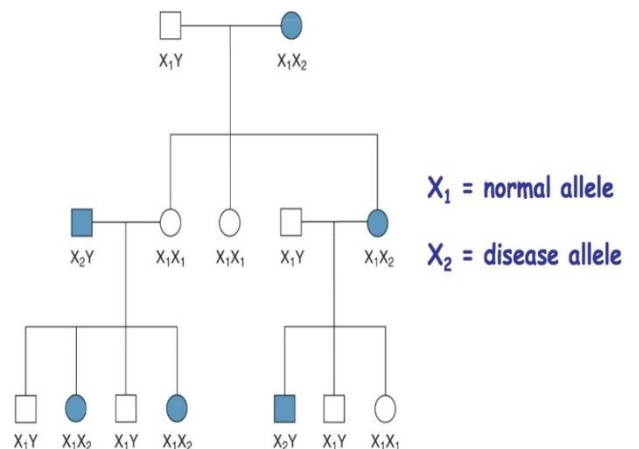 X₁Y X₁X₂
X₁ = normal allele
X₂Y X₁X₁ X₁X₁ X₁Y X₁X₂
X₂ = disease allele
X₁Y X₁X₂ X₁Y X₁X₂ X₂Y X₁Y X₁X₁